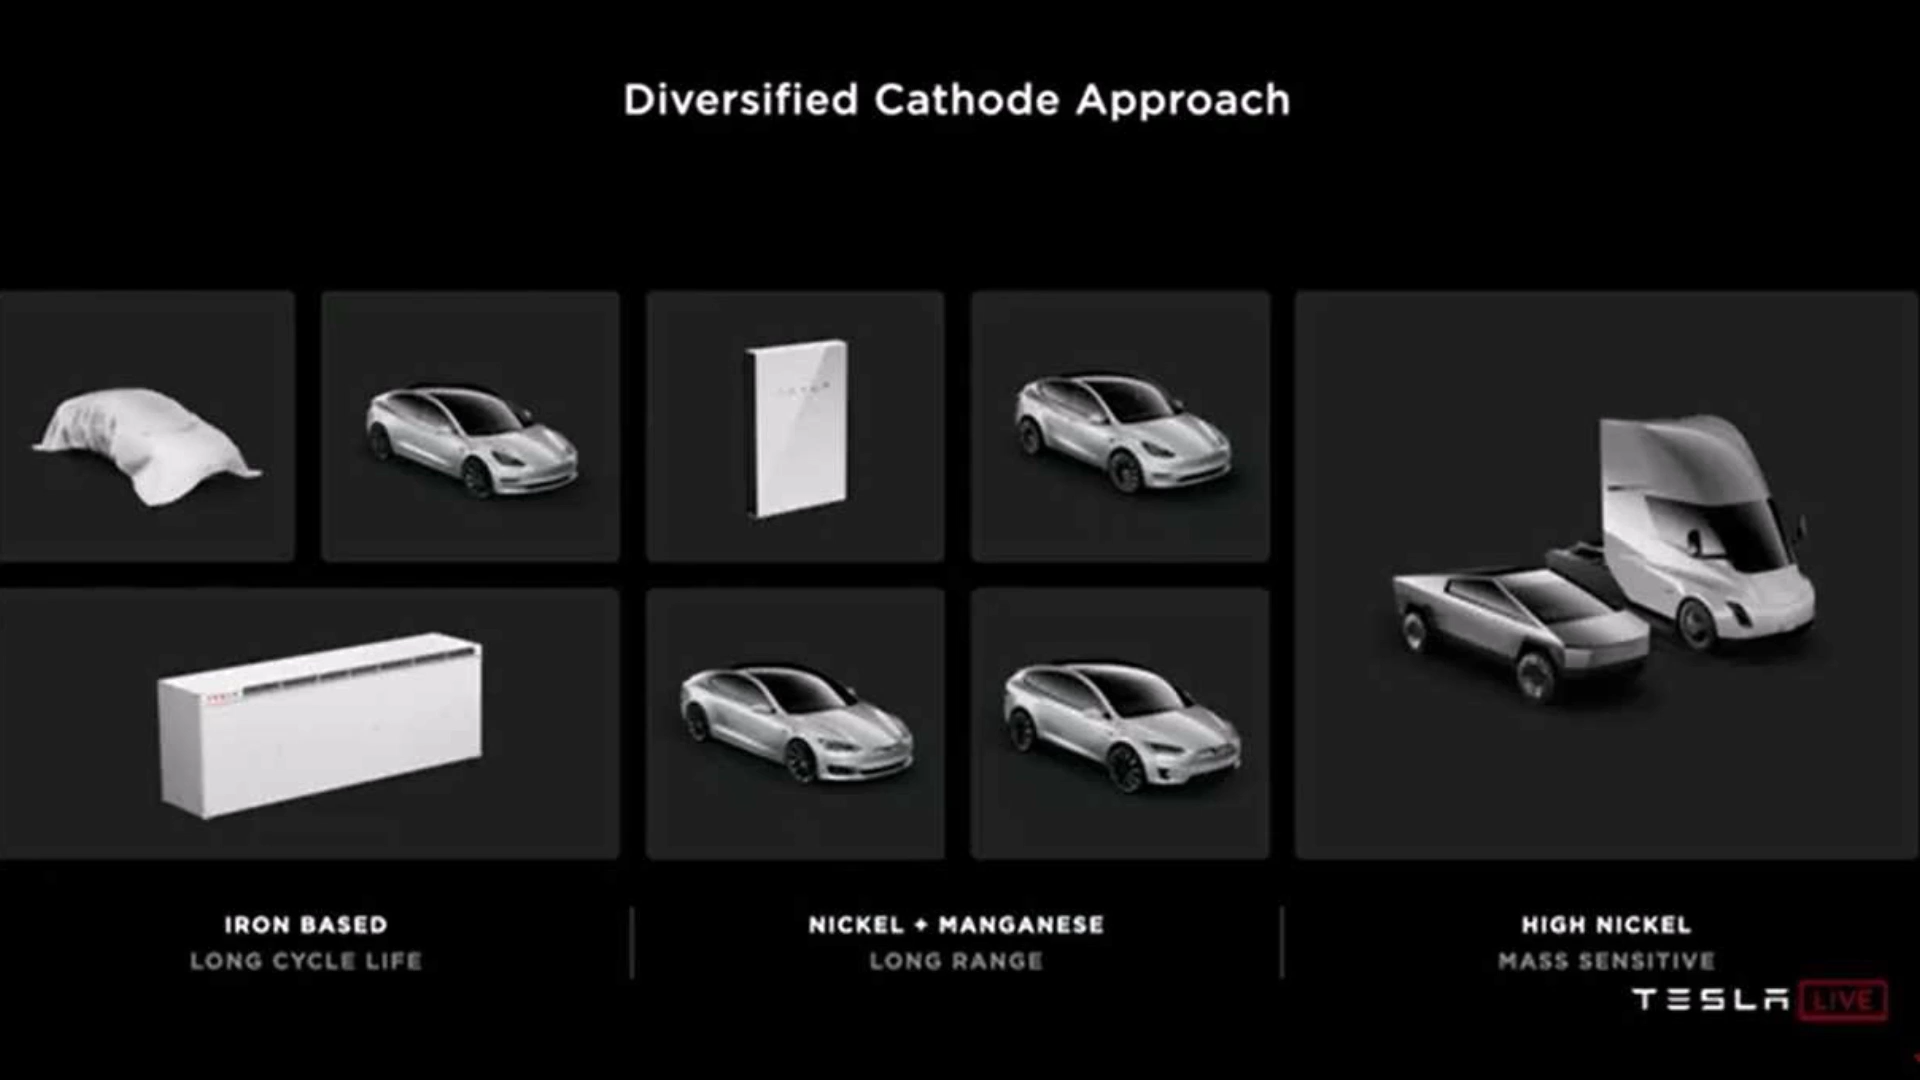 Diversified Cathode Approach
IRON BASED
LONG CYCLE LIFE
NICKEL + MANGANESE
LONG RANGE
HIGH NICKEL
MASS SENSITIVE
TESLA LIVE